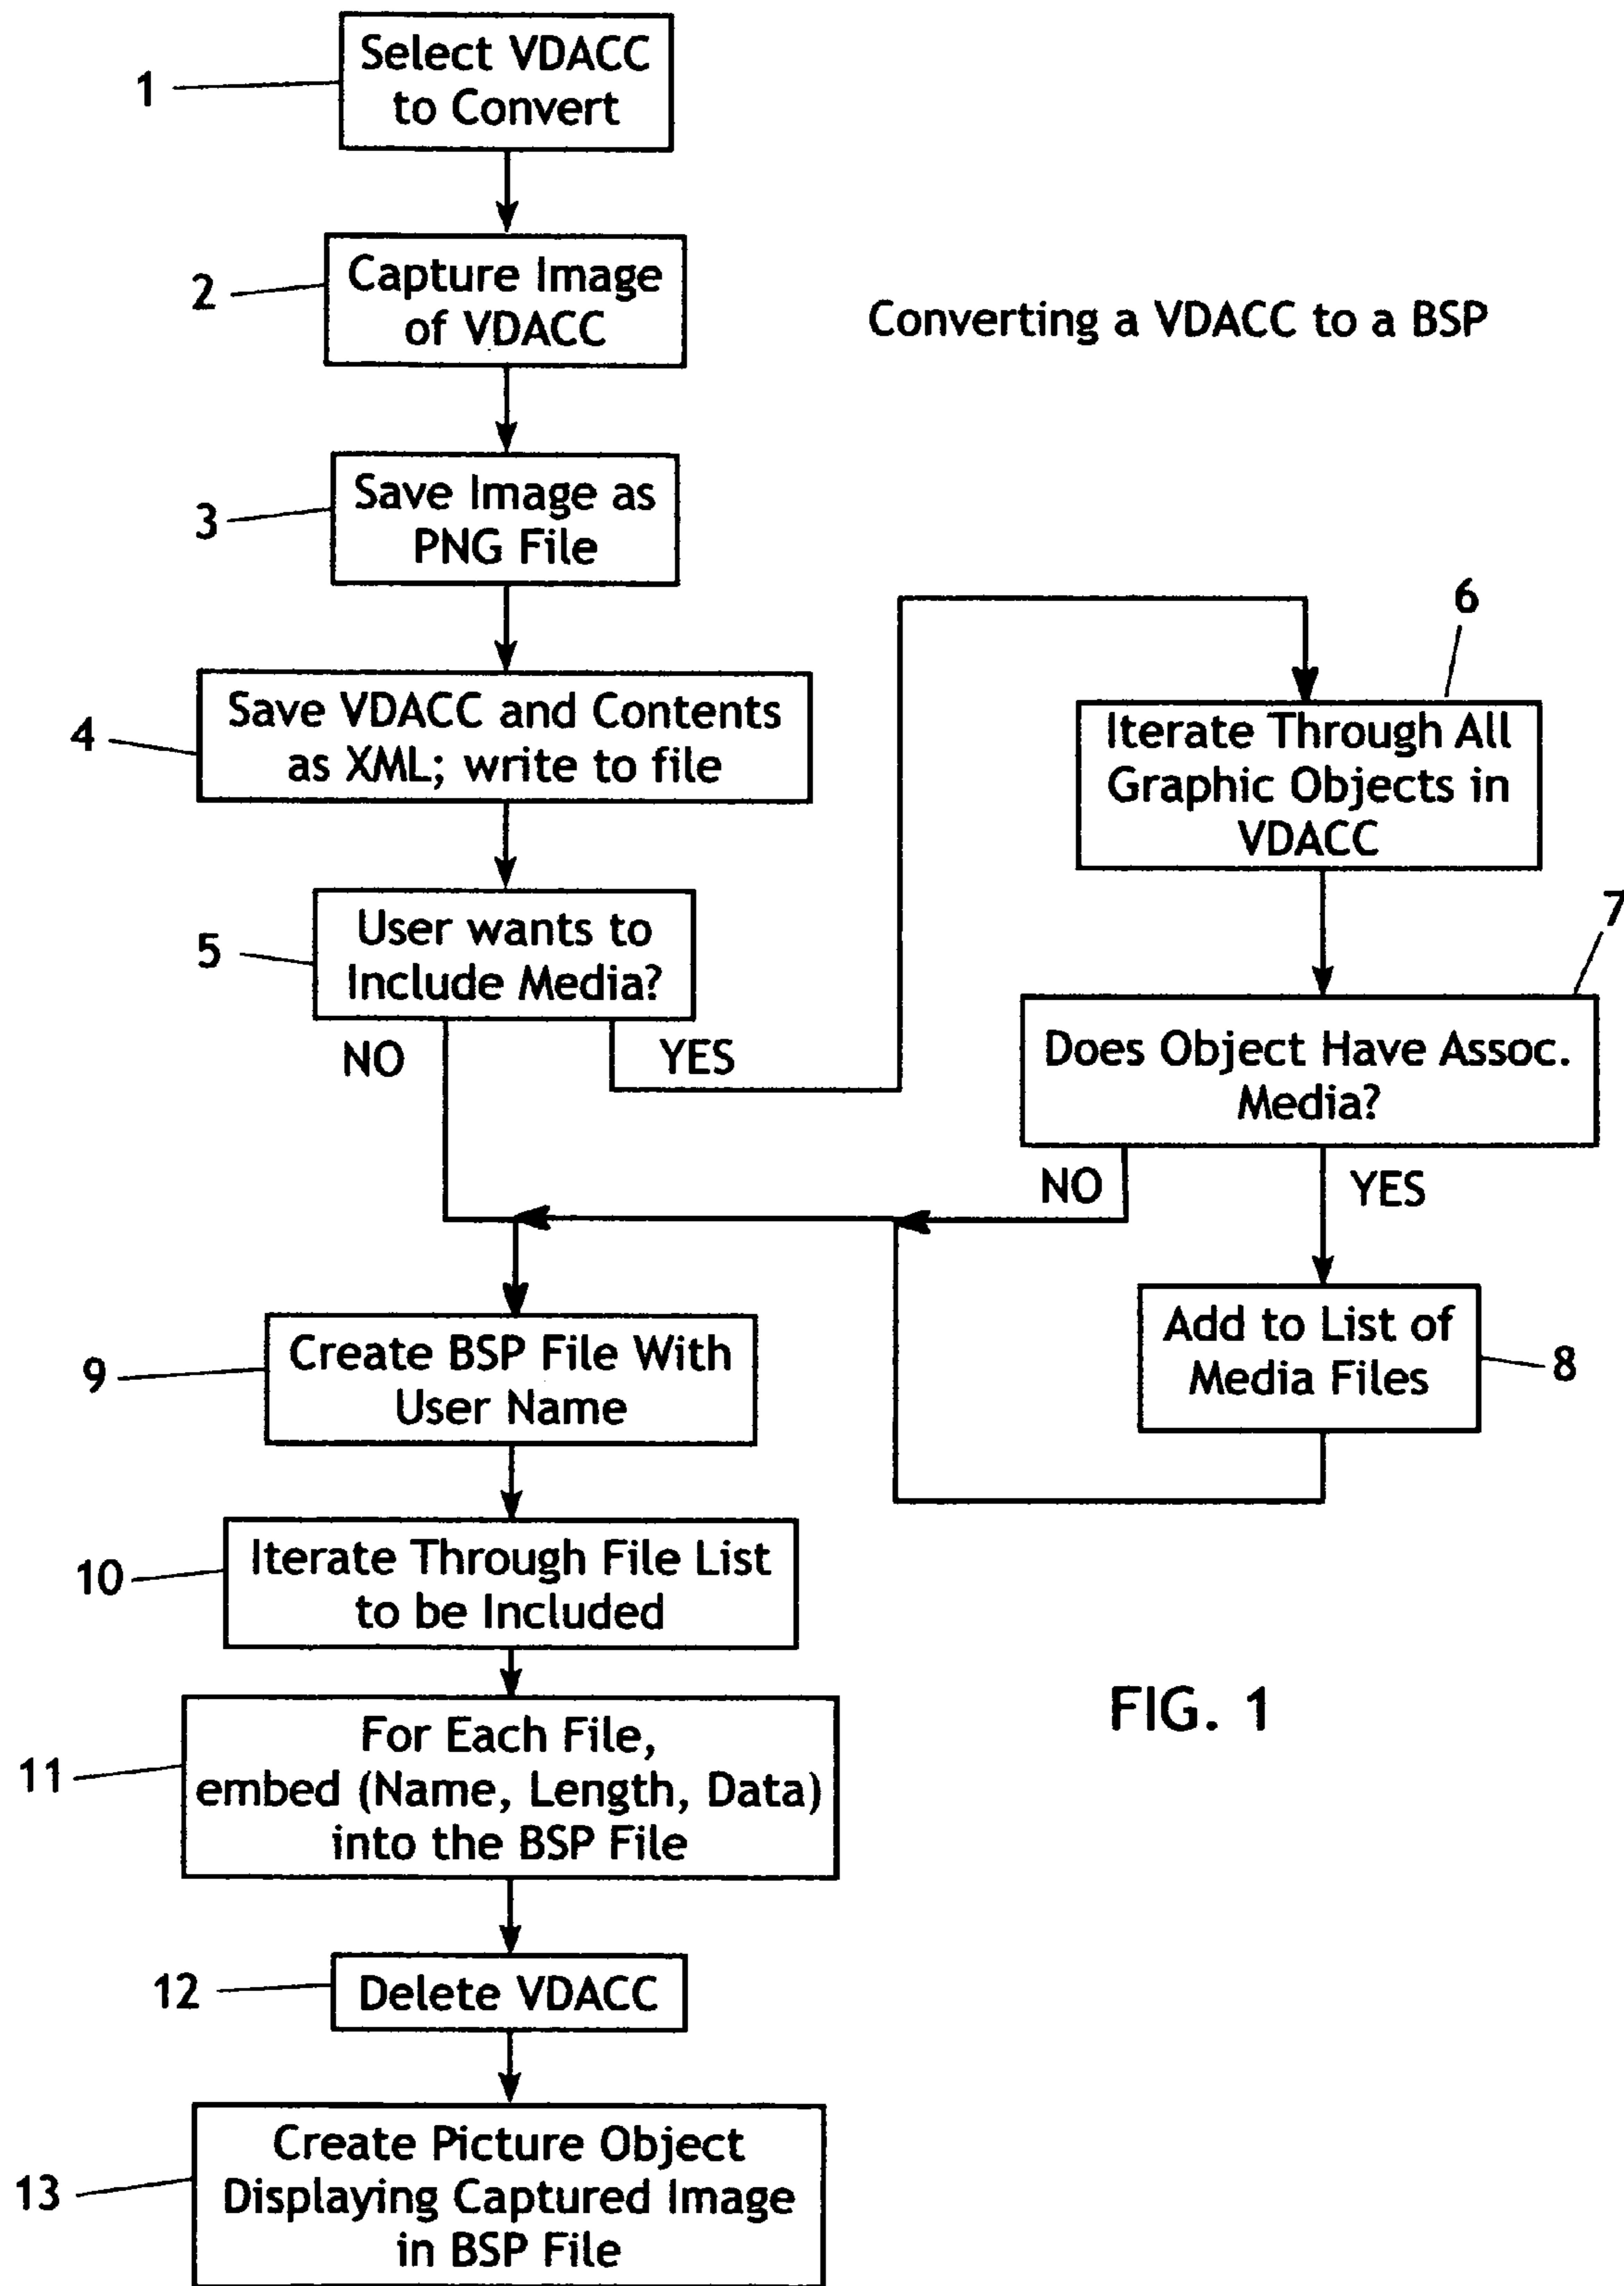 1
Select VDACC
to Convert
2
Capture Image
of VDACC
Converting a VDACC to a BSP
3
Save Image as
PNG File
4
Save VDACC and Contents
as XML; write to file
5
User wants to
Include Media?
NO
YES
6
Iterate Through All
Graphic Objects in
VDACC
7
Does Object Have Assoc.
Media?
NO
YES
Add to List of
Media Files
8
9
Create BSP File With
User Name
10
Iterate Through File List
to be Included
11
For Each File,
embed (Name, Length, Data)
into the BSP File
12
Delete VDACC
13
Create Picture Object
Displaying Captured Image
in BSP File
FIG. 1